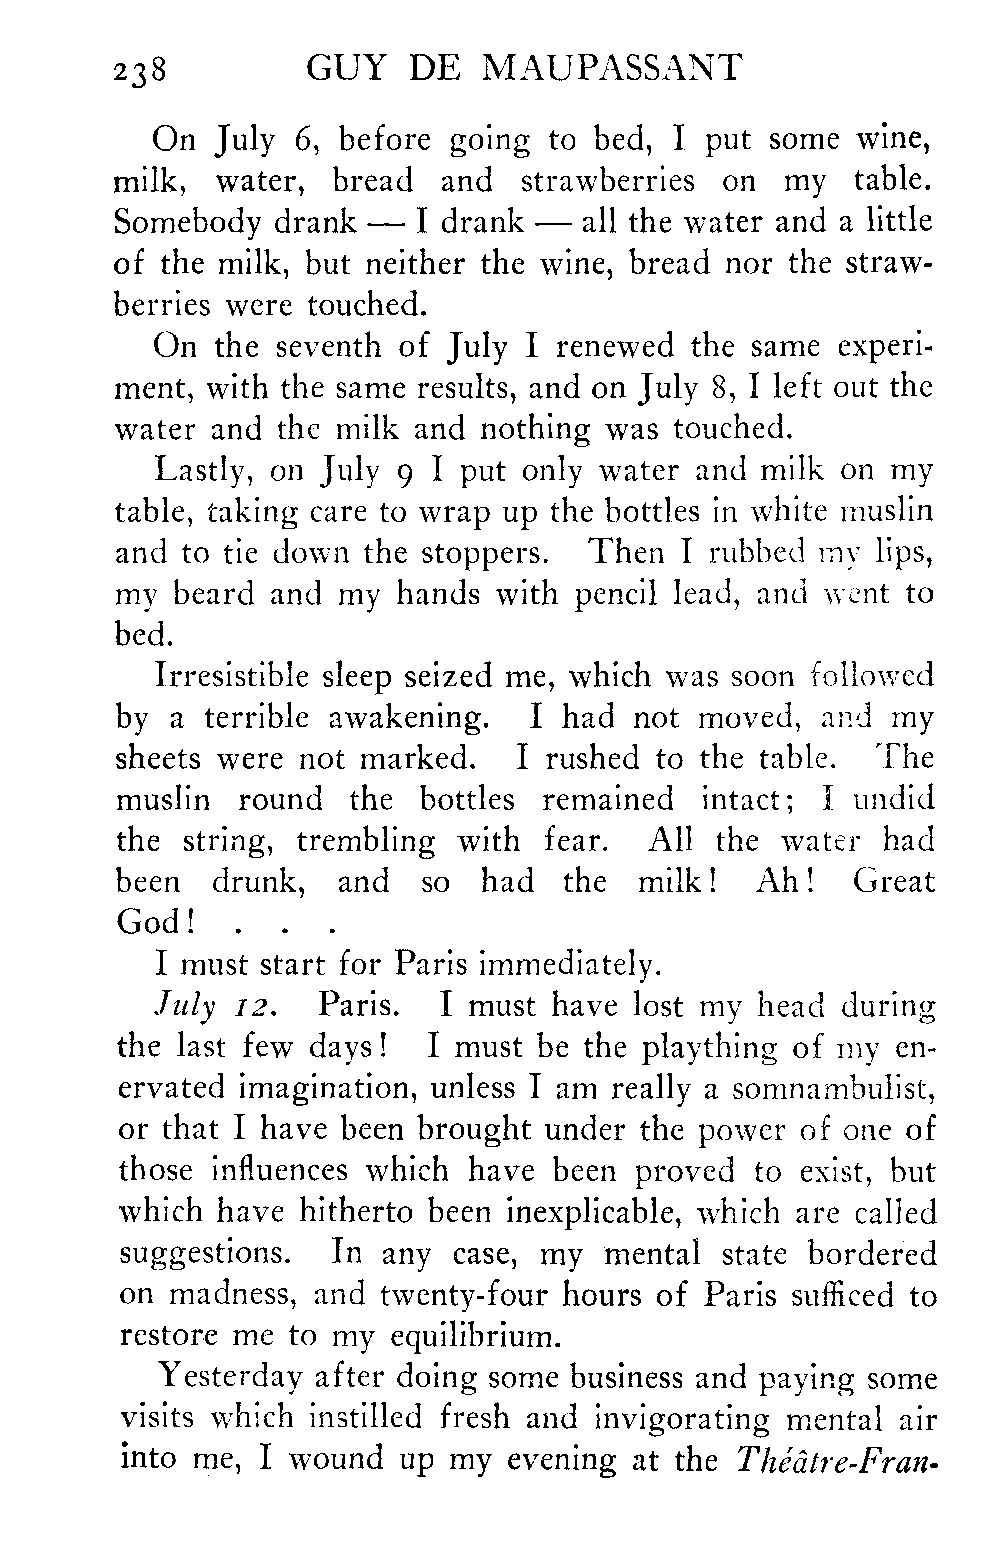 238 GUY DE MAUPASSANT
On July 6, before going to bed, I put some wine,
milk, water, bread and strawberries on my table.
Somebody drank — I drank — all the water and a little
of the milk, but neither the wine, bread nor the straw-
berries were touched.
On the seventh of July I renewed the same experi-
ment, with the same results, and on July 8, I left out the
water and the milk and nothing was touched.
Lastly, on July 9 I put only water and milk on my
table, taking care to wrap up the bottles in white muslin
and to tie down the stoppers. Then I rubbed my lips,
my beard and my hands with pencil lead, and went to
bed.
Irresistible sleep seized me, which was soon followed
by a terrible awakening. I had not moved, and my
sheets were not marked. I rushed to the table. The
muslin round the bottles remained intact; I undid
the string, trembling with fear. All the water had
been drunk, and so had the milk! Ah! Great
God! . . .
I must start for Paris immediately.
July 12. Paris. I must have lost my head during
the last few days! I must be the plaything of my en-
ervated imagination, unless I am really a somnambulist,
or that I have been brought under the power of one of
those influences which have been proved to exist, but
which have hitherto been inexplicable, which are called
suggestions. In any case, my mental state bordered
on madness, and twenty-four hours of Paris sufficed to
restore me to my equilibrium.
Yesterday after doing some business and paying some
visits which instilled fresh and invigorating mental air
into me, I wound up my evening at the Théâtre-Fran-